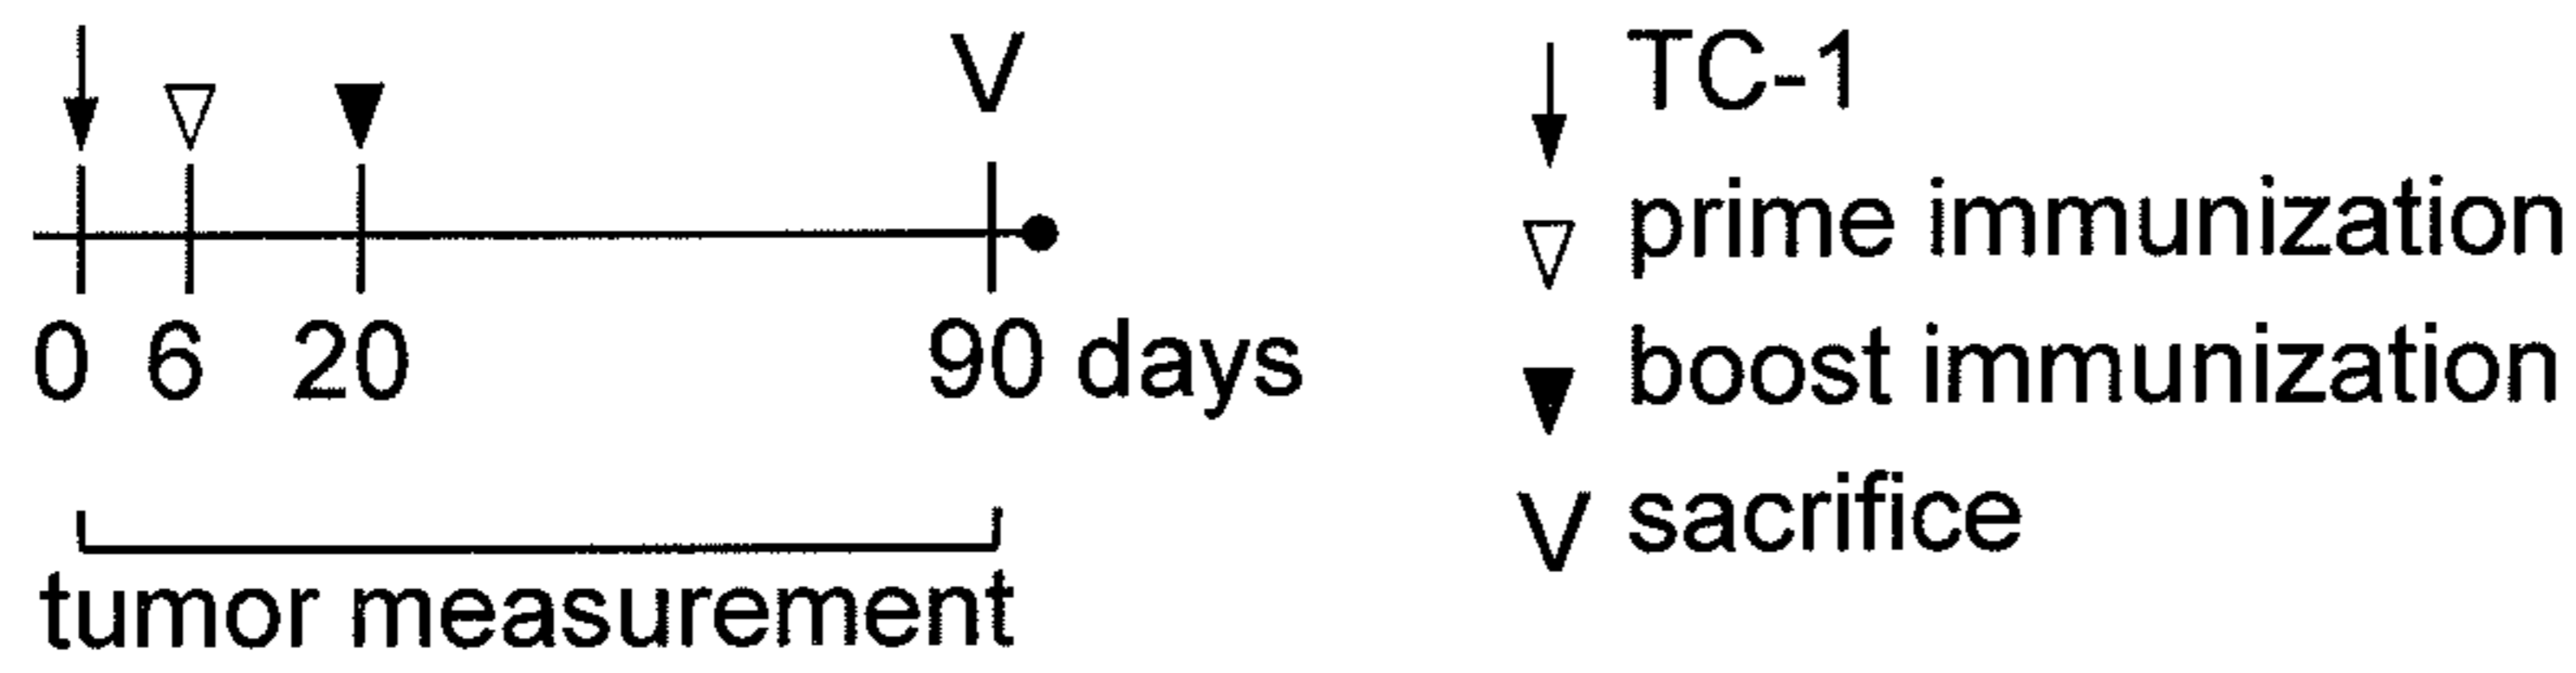 V
0 6 20 90 days
tumor measurement
TC-1
prime immunization
boost immunization
V sacrifice